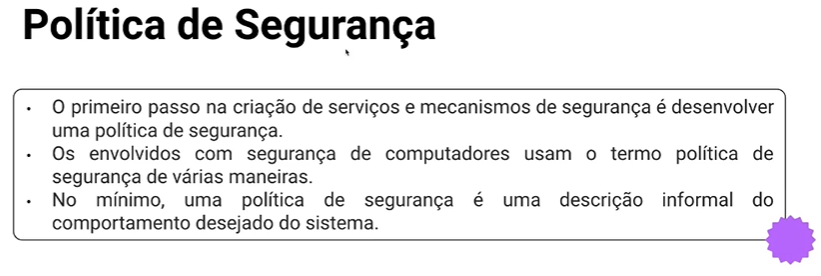 Política de Segurança
• O primeiro passo na criação de serviços e mecanismos de segurança é desenvolver
uma política de segurança.
• Os envolvidos com segurança de computadores usam o termo política de
segurança de várias maneiras.
• No mínimo, uma política de segurança é uma descrição informal do
comportamento desejado do sistema.